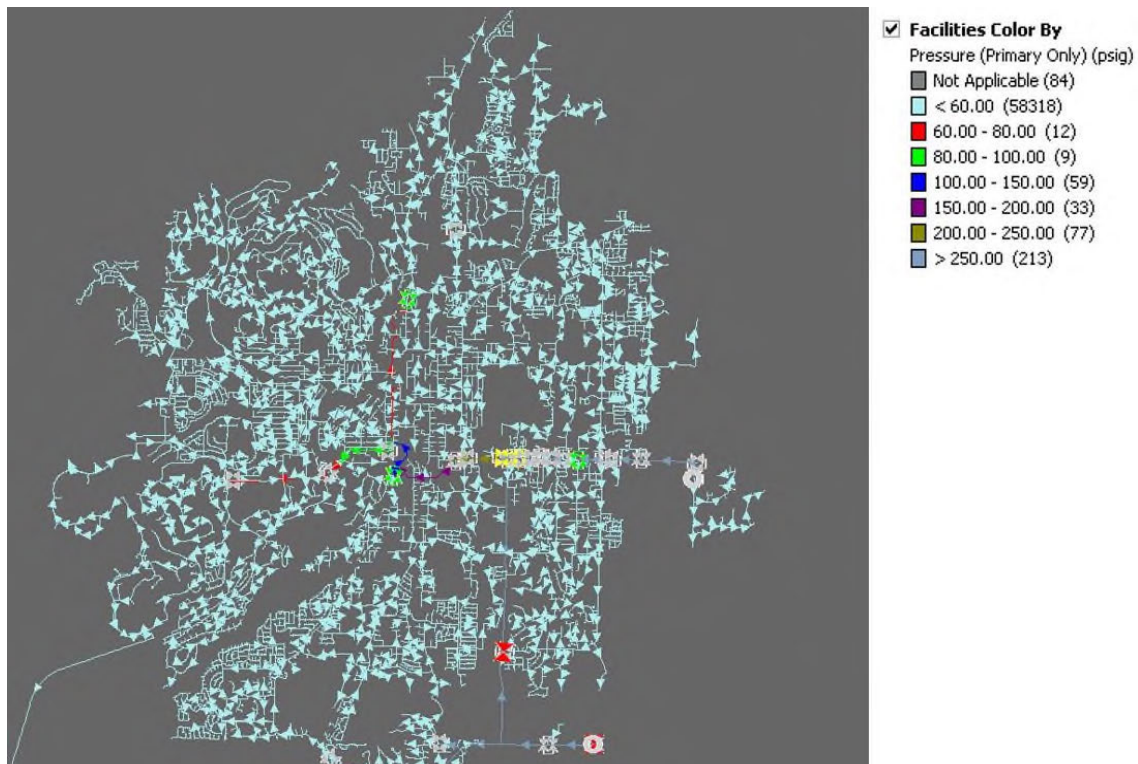 Facilities Color By
Pressure (Primary Only) (psig)
Not Applicable (84)
< 60.00 (58318)
60.00 - 80.00 (12)
80.00 - 100.00 (9)
100.00 - 150.00 (59)
150.00 - 200.00 (33)
200.00 - 250.00 (77)
> 250.00 (213)